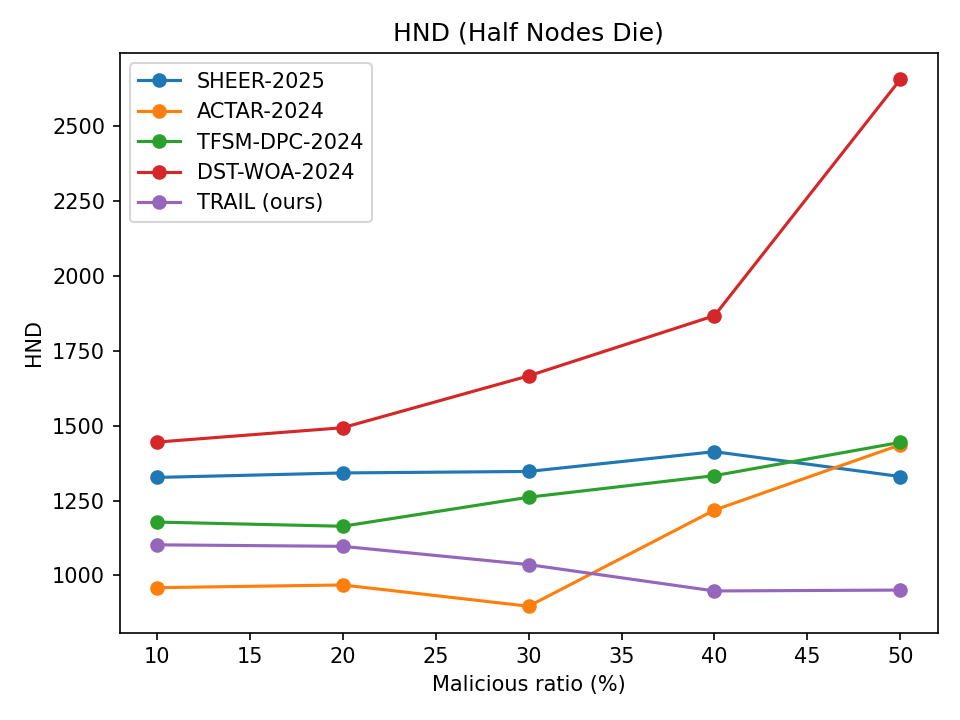 HND (Half Nodes Die)
SHEER-2025
ACTAR-2024
TFSM-DPC-2024
DST-WOA-2024
TRAIL (ours)
HND
2500
2250
2000
1750
1500
1250
1000
10 15 20 25 30 35 40 45 50
Malicious ratio (%)